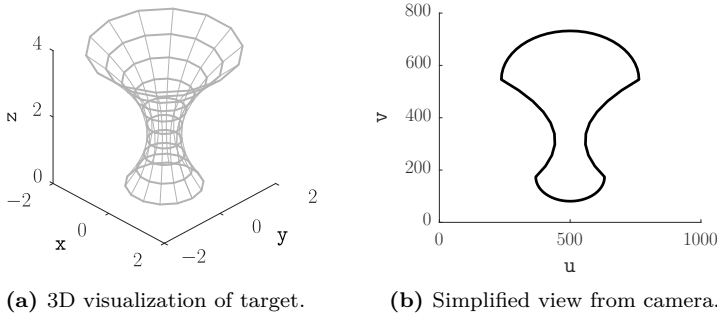 4
2
0
z
−2
0
2
x
−2
0
2
y
800
600
400
200
0
v
0
500
1000
u
(a) 3D visualization of target.
(b) Simplified view from camera.